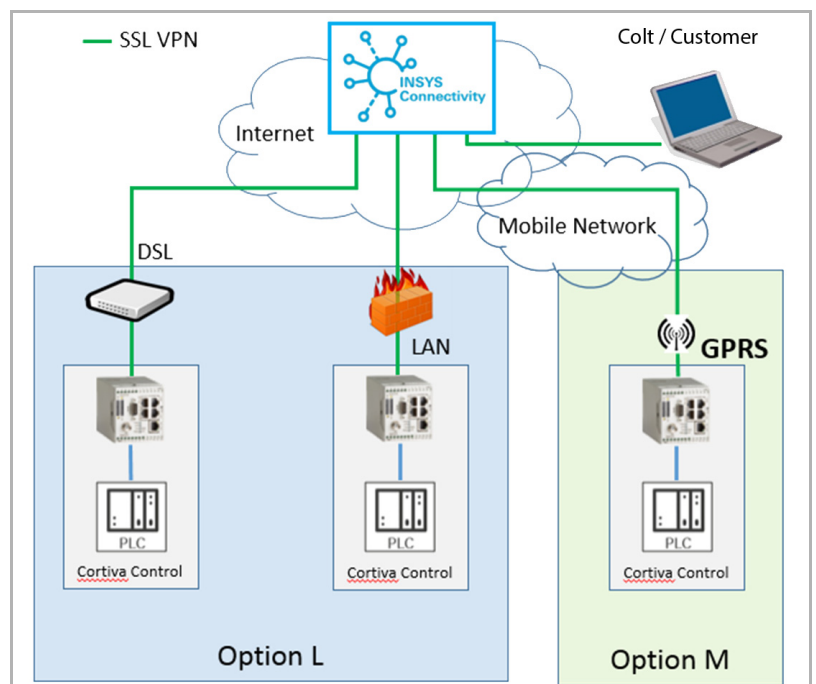 SSL VPN
Colt / Customer
INSYS
Connectivity
Internet
Mobile Network
DSL
LAN
GPRS
PLC
PLC
PLC
Cortiva Control
Cortiva Control
Cortiva Control
Option L
Option M